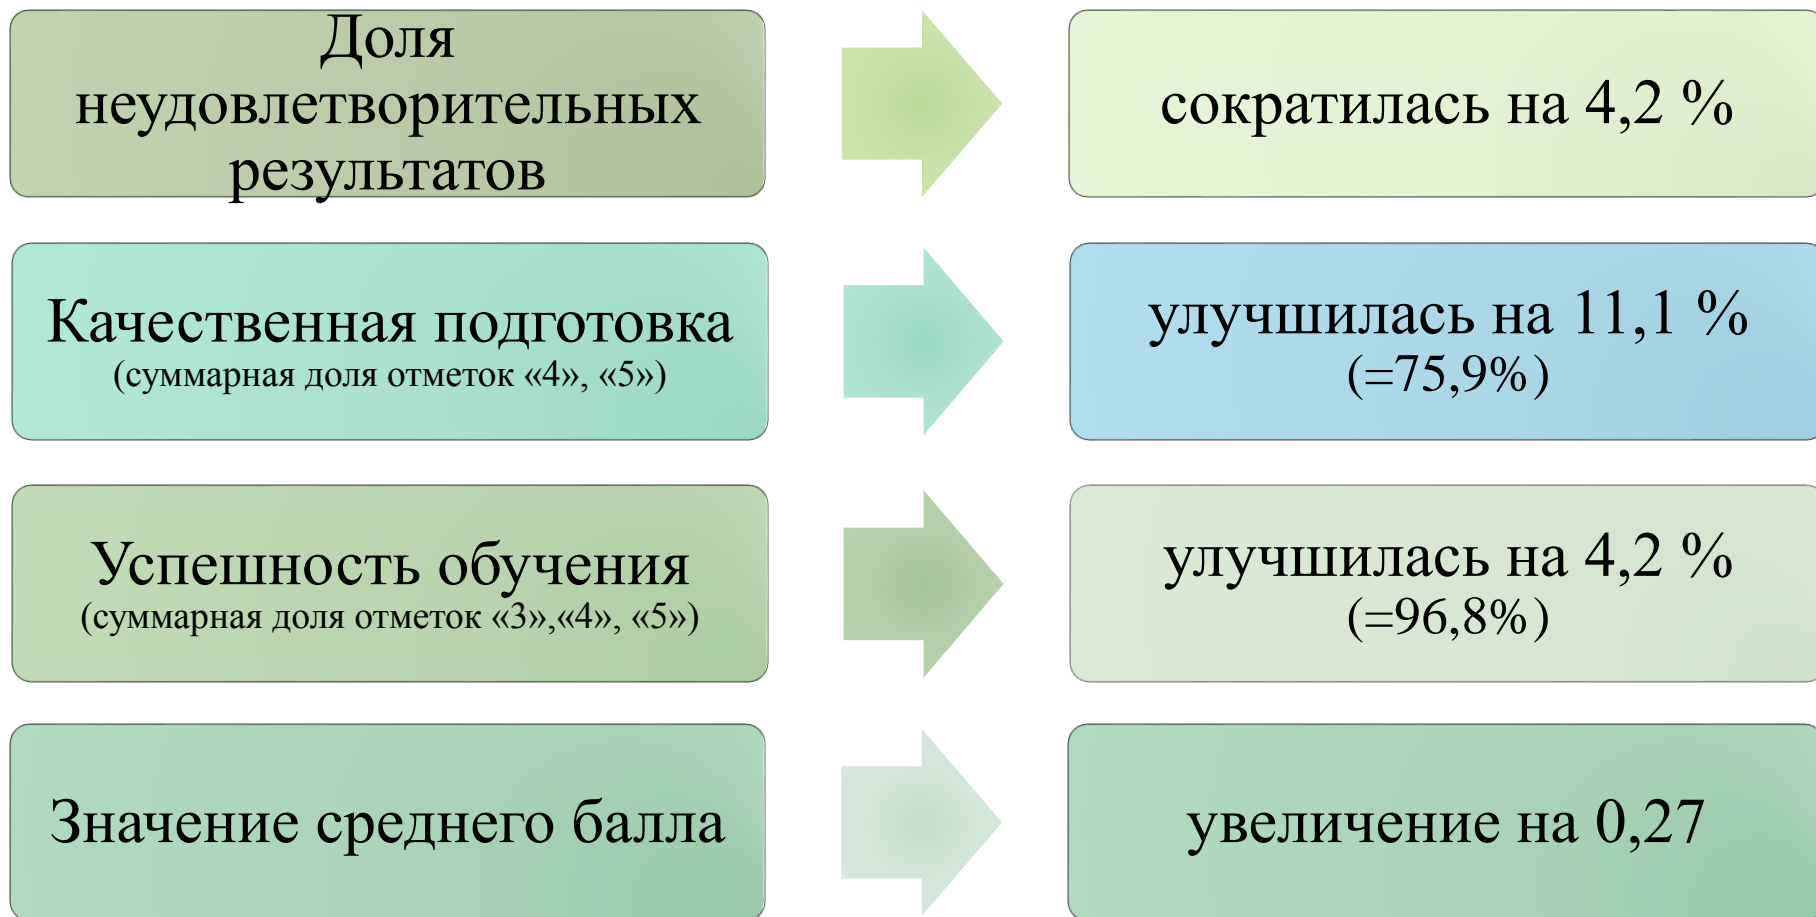 Доля
неудовлетворительных
результатов
сократилась на 4,2 %
Качественная подготовка
(суммарная доля отметок «4», «5»)
улучшилась на 11,1 %
(=75,9%)
Успешность обучения
(суммарная доля отметок «3»,«4», «5»)
улучшилась на 4,2 %
(=96,8%)
Значение среднего балла
увеличение на 0,27